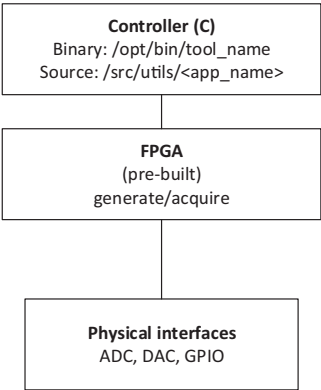 Controller (C)
Binary: /opt/bin/tool_name
Source: /src/utils/<app_name>
FPGA
(pre-built)
generate/acquire
Physical interfaces
ADC, DAC, GPIO